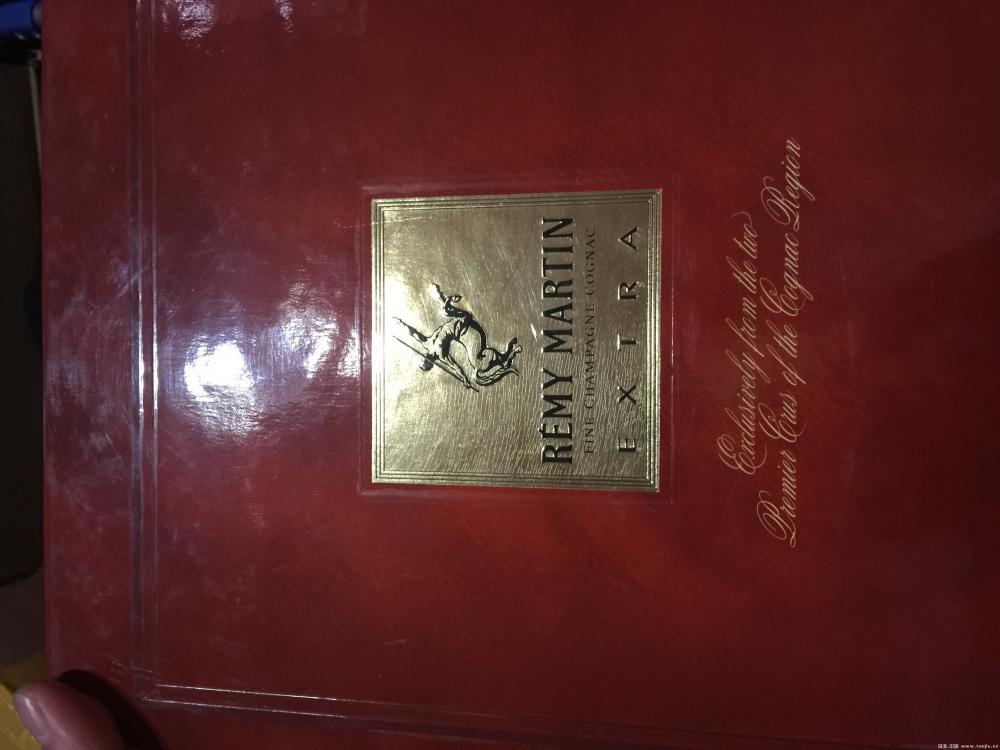 RÉMY MARTIN
FINE CHAMPAGNE COGNAC
EXTRA
Exclusively from the two
Premier Crus of the Cognac Region